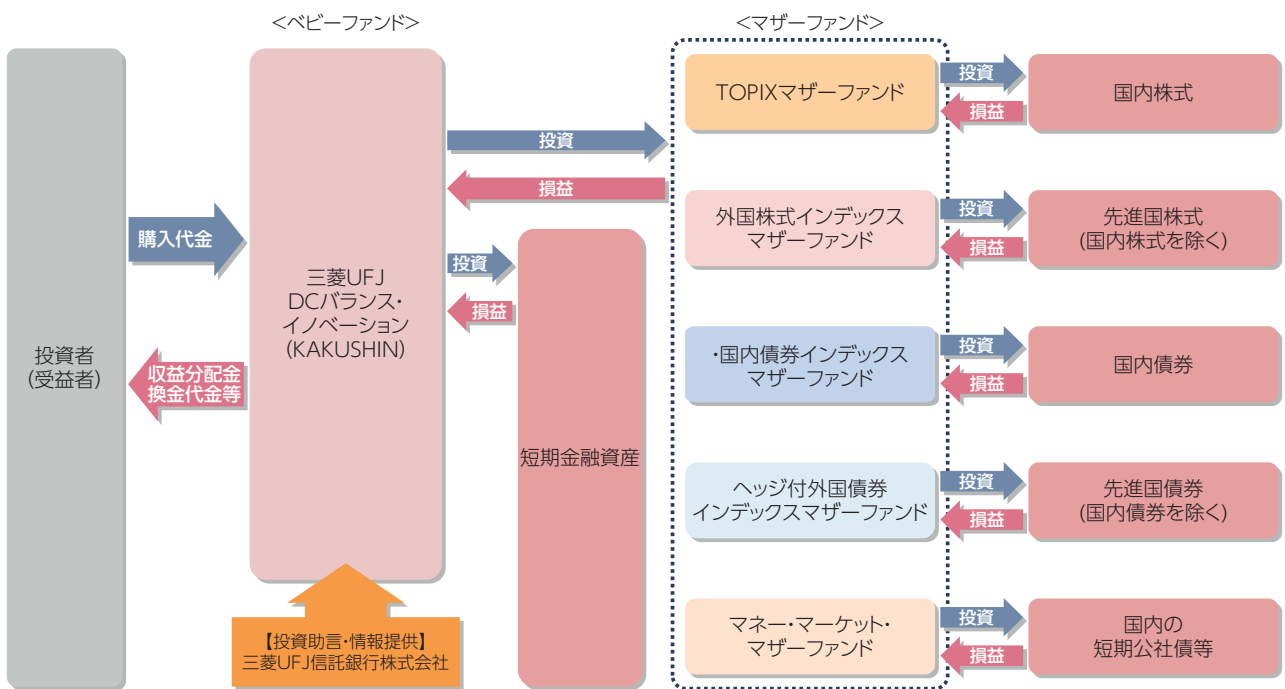 <ベビーファンド>
<マザーファンド>
投資者
(受益者)
購入代金
収益分配金
換金代金等
三菱UFJ
DCバランス・
イノベーション
(KAKUSHIN)
【投資助言・情報提供】
三菱UFJ信託銀行株式会社
投資
損益
投資
損益
短期金融資産
TOPIXマザーファンド
投資
損益
国内株式
外国株式インデックス
マザーファンド
投資
損益
先進国株式
(国内株式を除く)
・国内債券インデックス
マザーファンド
投資
損益
国内債券
ヘッジ付外国債券
インデックスマザーファンド
投資
損益
先進国債券
(国内債券を除く)
マネー・マーケット・
マザーファンド
投資
損益
国内の
短期公社債等